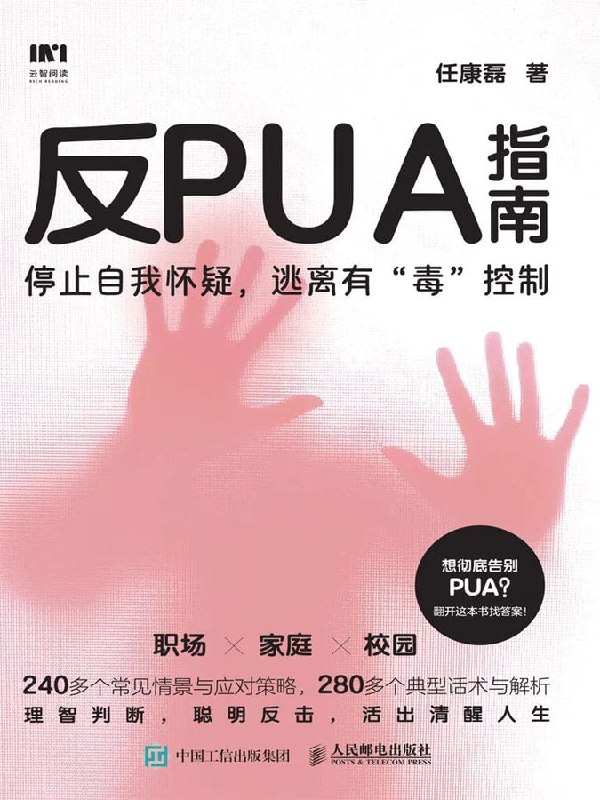 云智阅读
任康磊 著
反PUA指南
停止自我怀疑，逃离有“毒”控制
想彻底告别
PUA？
翻开这本书找答案！
职场 × 家庭 × 校园
240多个常见情景与应对策略，280多个典型话术与解析
理智判断，聪明反击，活出清醒人生
中国工信出版集团 人民邮电出版社
POSTS & TELECOM PRESS